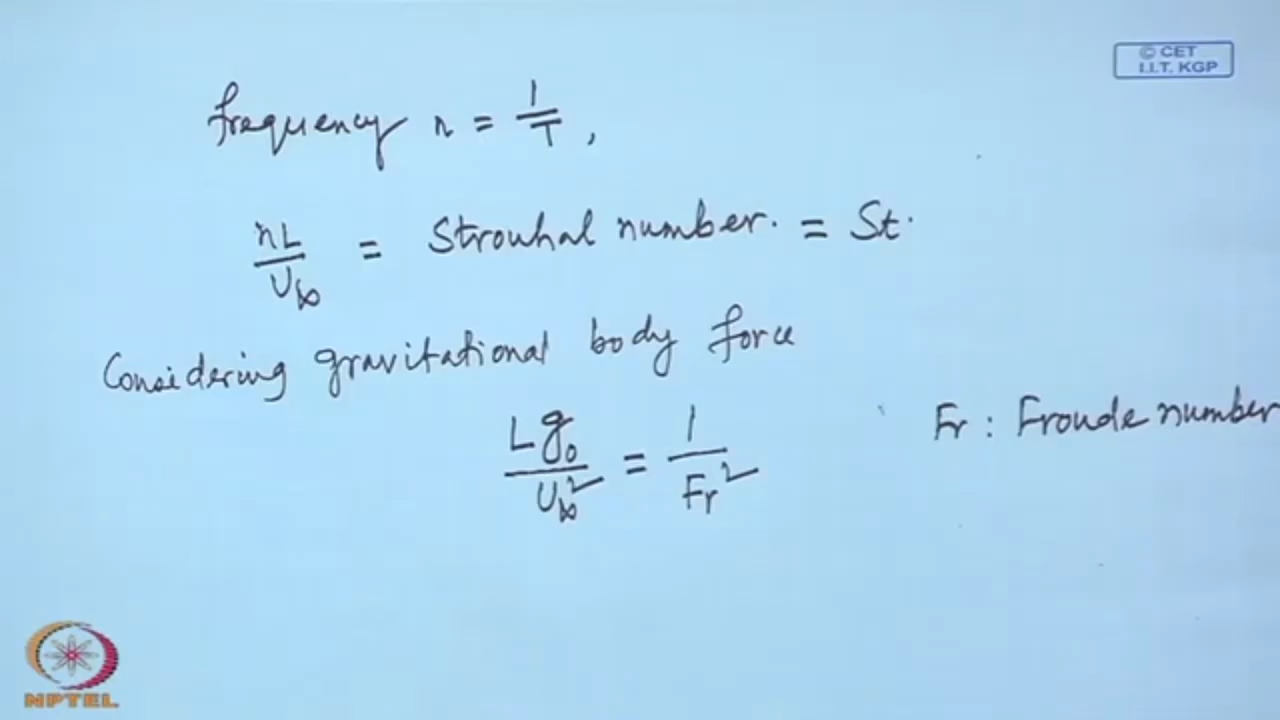 © CET
I.I.T. KGP
frequency n = 1/T,
nL/U∞ = Strouhal number. = St.
Considering gravitational body force
Lg₀/U∞² = 1/Fr²
Fr : Froude number
NPTEL